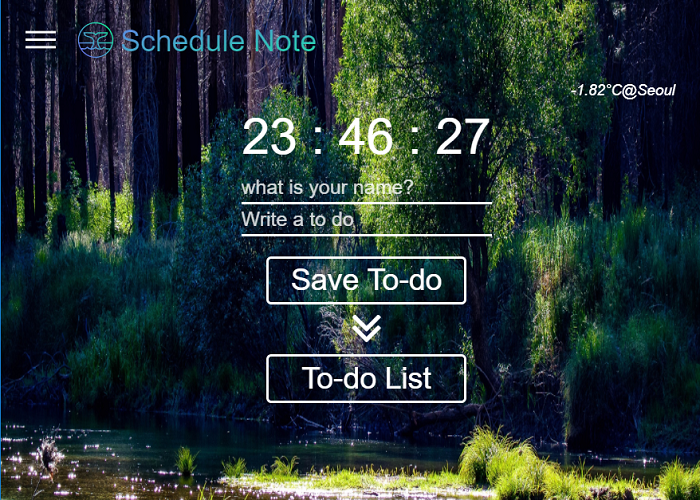 Schedule Note
-1.82°C@Seoul
23 : 46 : 27
what is your name?
Write a to do
Save To-do
To-do List